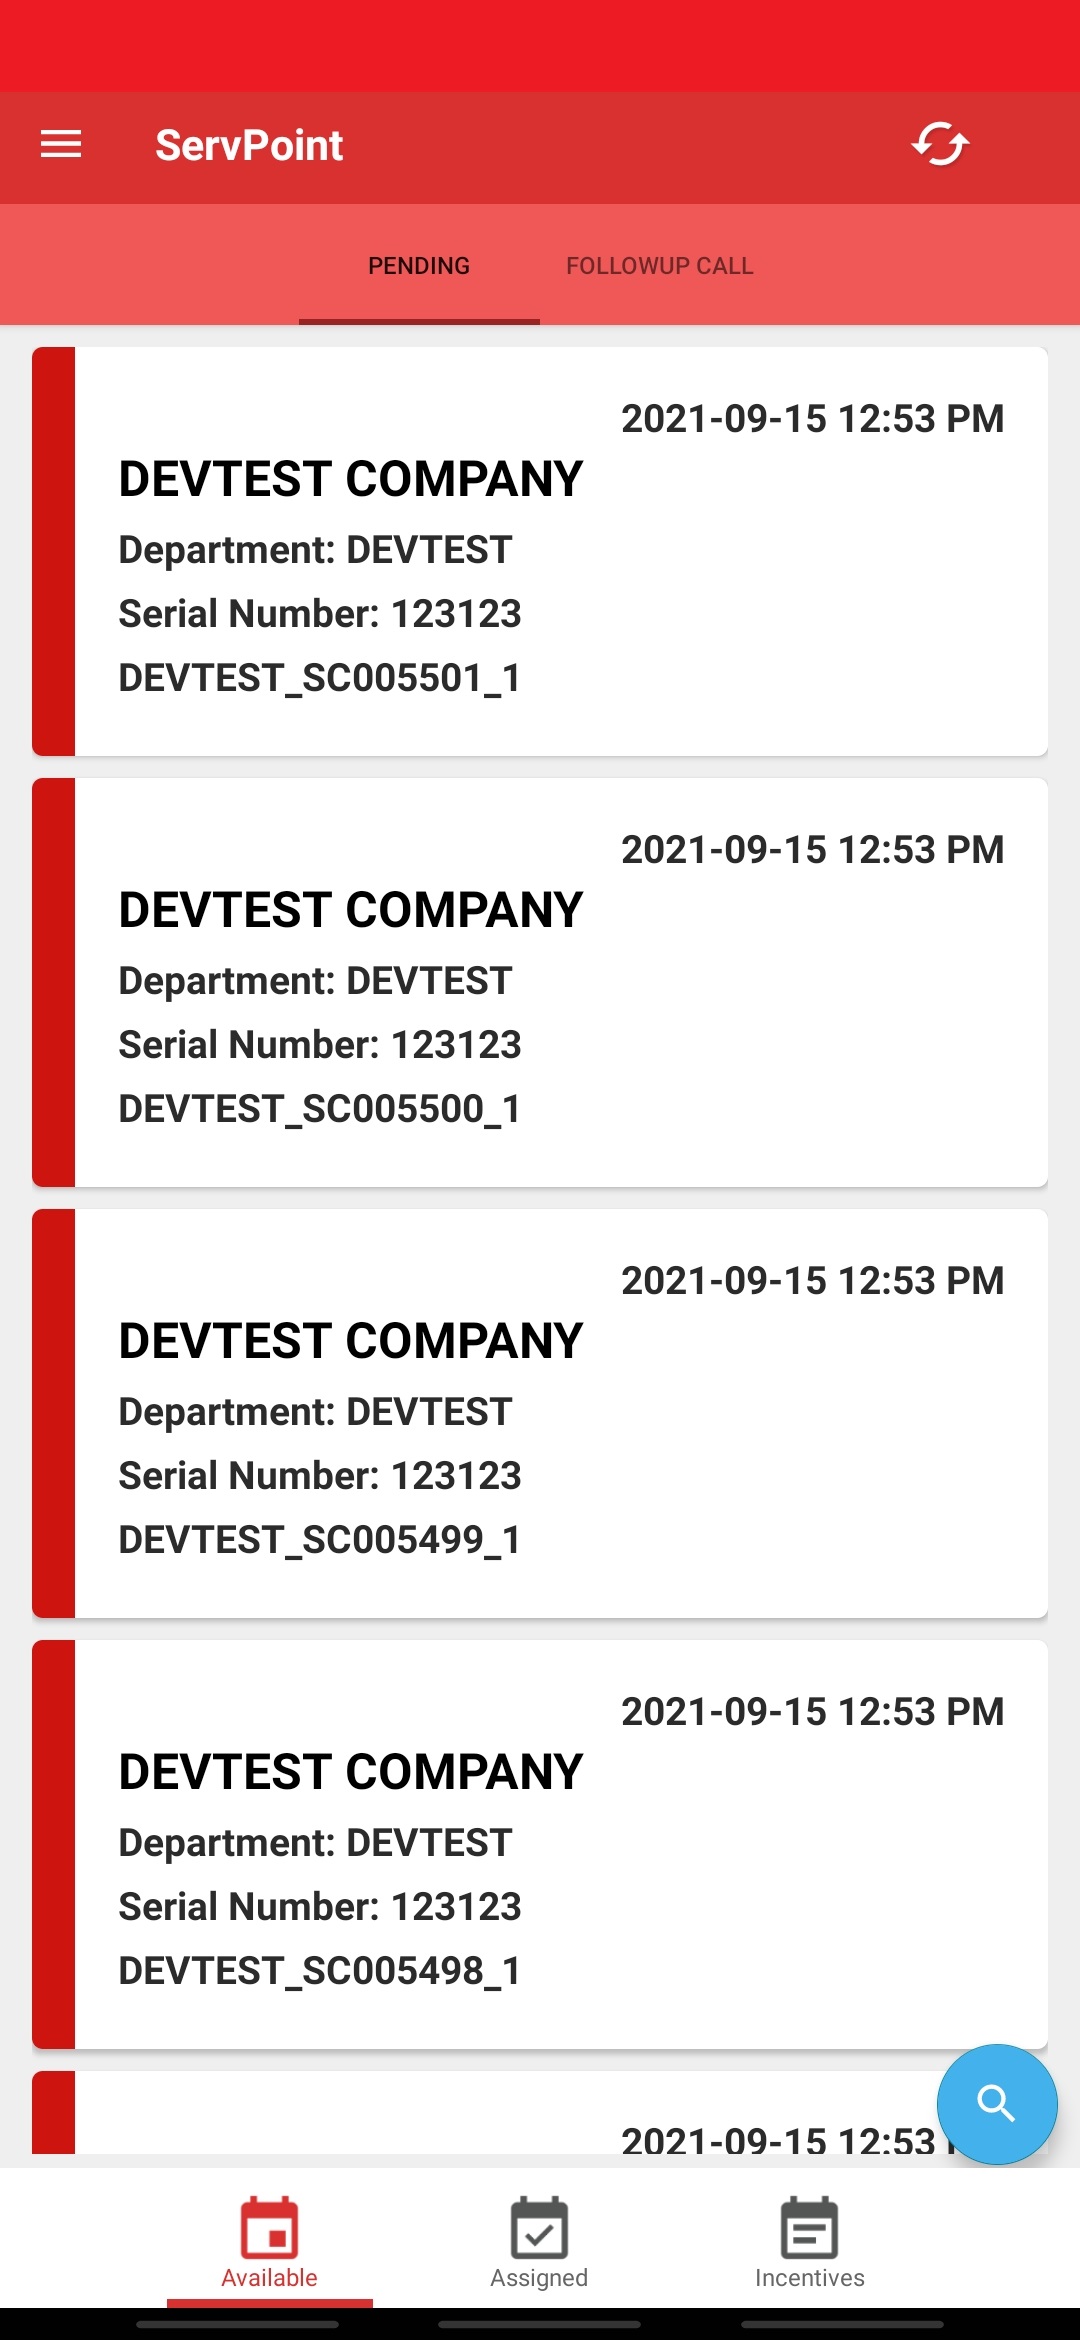 ServPoint
PENDING
FOLLOWUP CALL
2021-09-15 12:53 PM
DEVTEST COMPANY
Department: DEVTEST
Serial Number: 123123
DEVTEST_SC005501_1
2021-09-15 12:53 PM
DEVTEST COMPANY
Department: DEVTEST
Serial Number: 123123
DEVTEST_SC005500_1
2021-09-15 12:53 PM
DEVTEST COMPANY
Department: DEVTEST
Serial Number: 123123
DEVTEST_SC005499_1
2021-09-15 12:53 PM
DEVTEST COMPANY
Department: DEVTEST
Serial Number: 123123
DEVTEST_SC005498_1
2021-09-15 12:53
Available
Assigned
Incentives